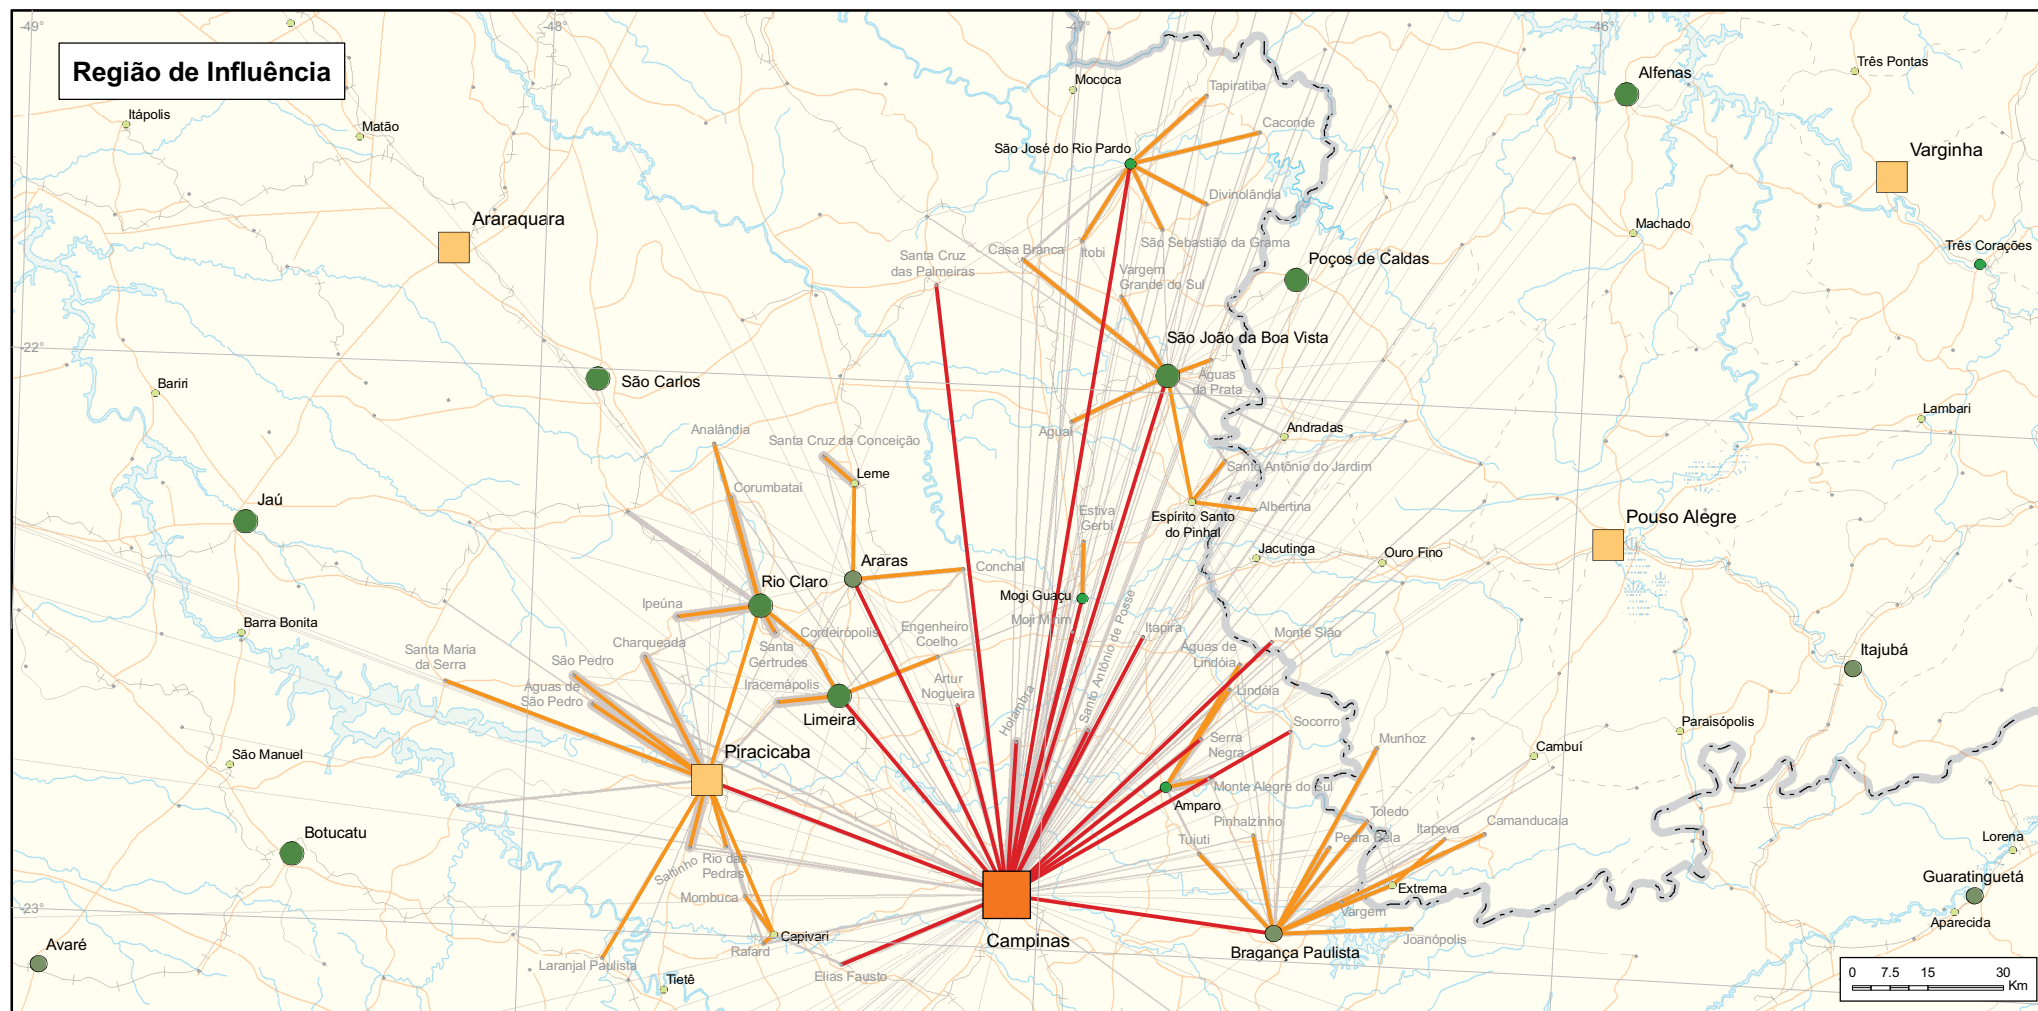 -49°
-48°
-47°
-46°
Região de Influência
Mococa
Tapiratiba
Alfenas
Três Pontas
Itápolis
Matão
Caconde
São José do Rio Pardo
Varginha
Divinolândia
Araraquara
Machado
Santa Cruz
das Palmeiras
Casa Branca
Itobi
São Sebastião da Grama
Três Corações
Vargem
Grande do Sul
Poços de Caldas
-22°
São João da Boa Vista
São Carlos
Bariri
Águas
da Prata
Lambari
Analândia
Santa Cruz da Conceição
Aguaí
Andradas
Leme
Santo Antônio do Jardim
Corumbataí
Jaú
Estiva
Gerbi
Espírito Santo
do Pinhal
Albertina
Pouso Alegre
Jacutinga
Ouro Fino
Araras
Conchal
Rio Claro
Mogi Guaçu
Ipeúna
Moji Mirim
Barra Bonita
Charqueada
Cordeirópolis
Engenheiro
Coelho
Santo Antônio de Posse
Itapira
Monte Sião
Santa Maria
da Serra
São Pedro
Santa
Gertrudes
Águas de
Lindóia
Itajubá
Águas de
São Pedro
Iracemápolis
Artur
Nogueira
Lindóia
Holambra
Limeira
Socorro
Paraisópolis
São Manuel
Piracicaba
Serra
Negra
Munhoz
Cambuí
Monte Alegre do Sul
Amparo
Botucatu
Pinhalzinho
Toledo
Tuiuti
Pedra Bela
Itapeva
Camanducaia
Lorena
Saltinho
Rio das
Pedras
Mombuca
Extrema
Guaratinguetá
-23°
Vargem
Aparecida
Avaré
Capivari
Campinas
Joanópolis
Rafard
Bragança Paulista
Laranjal Paulista
Elias Fausto
Tietê
0 7.5 15 30
Km